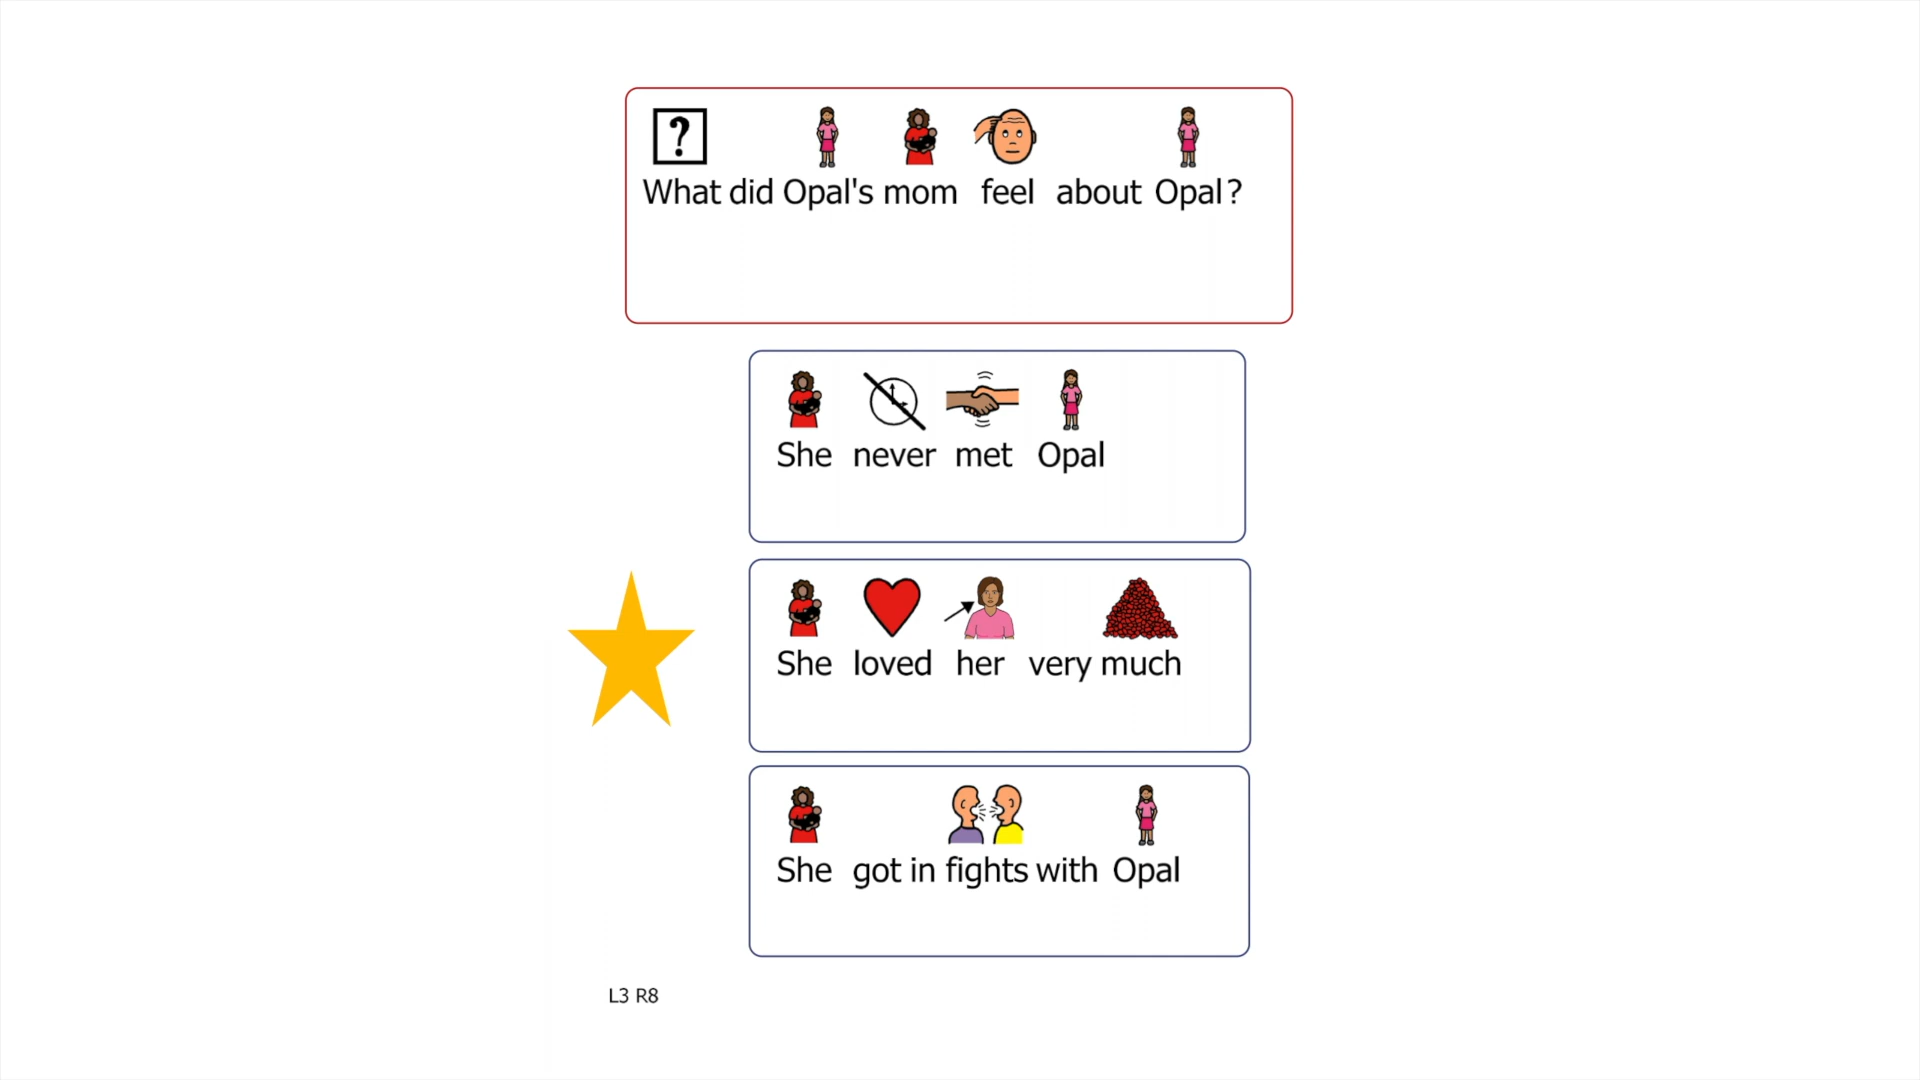 ?
What did Opal's mom feel about Opal?
She never met Opal
She loved her very much
She got in fights with Opal
L3 R8